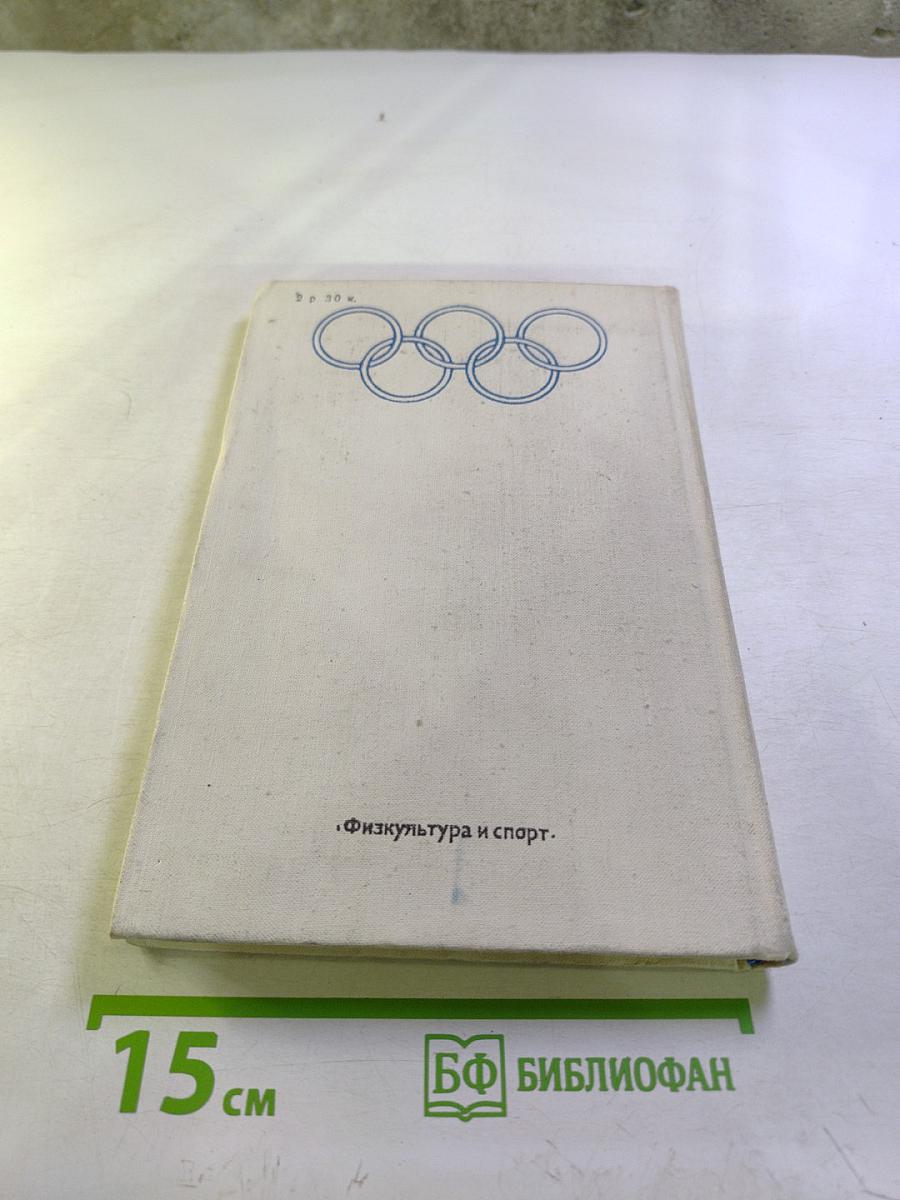 2 р 30 к.
·Физкультура и спорт·
15 см
БФ БИБЛИОФАН